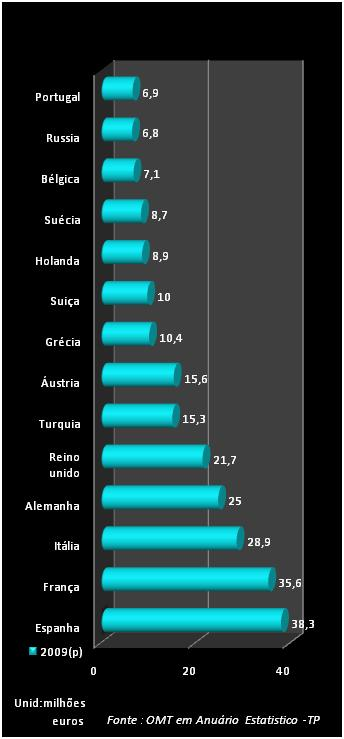 Portugal 6,9
Russia 6,8
Bélgica 7,1
Suécia 8,7
Holanda 8,9
Suiça 10
Grécia 10,4
Áustria 15,6
Turquia 15,3
Reino
unido 21,7
Alemanha 25
Itália 28,9
França 35,6
Espanha 38,3
2009(p)
0 20 40
Unid:milhões
euros
Fonte : OMT em Anuário Estatistico -TP